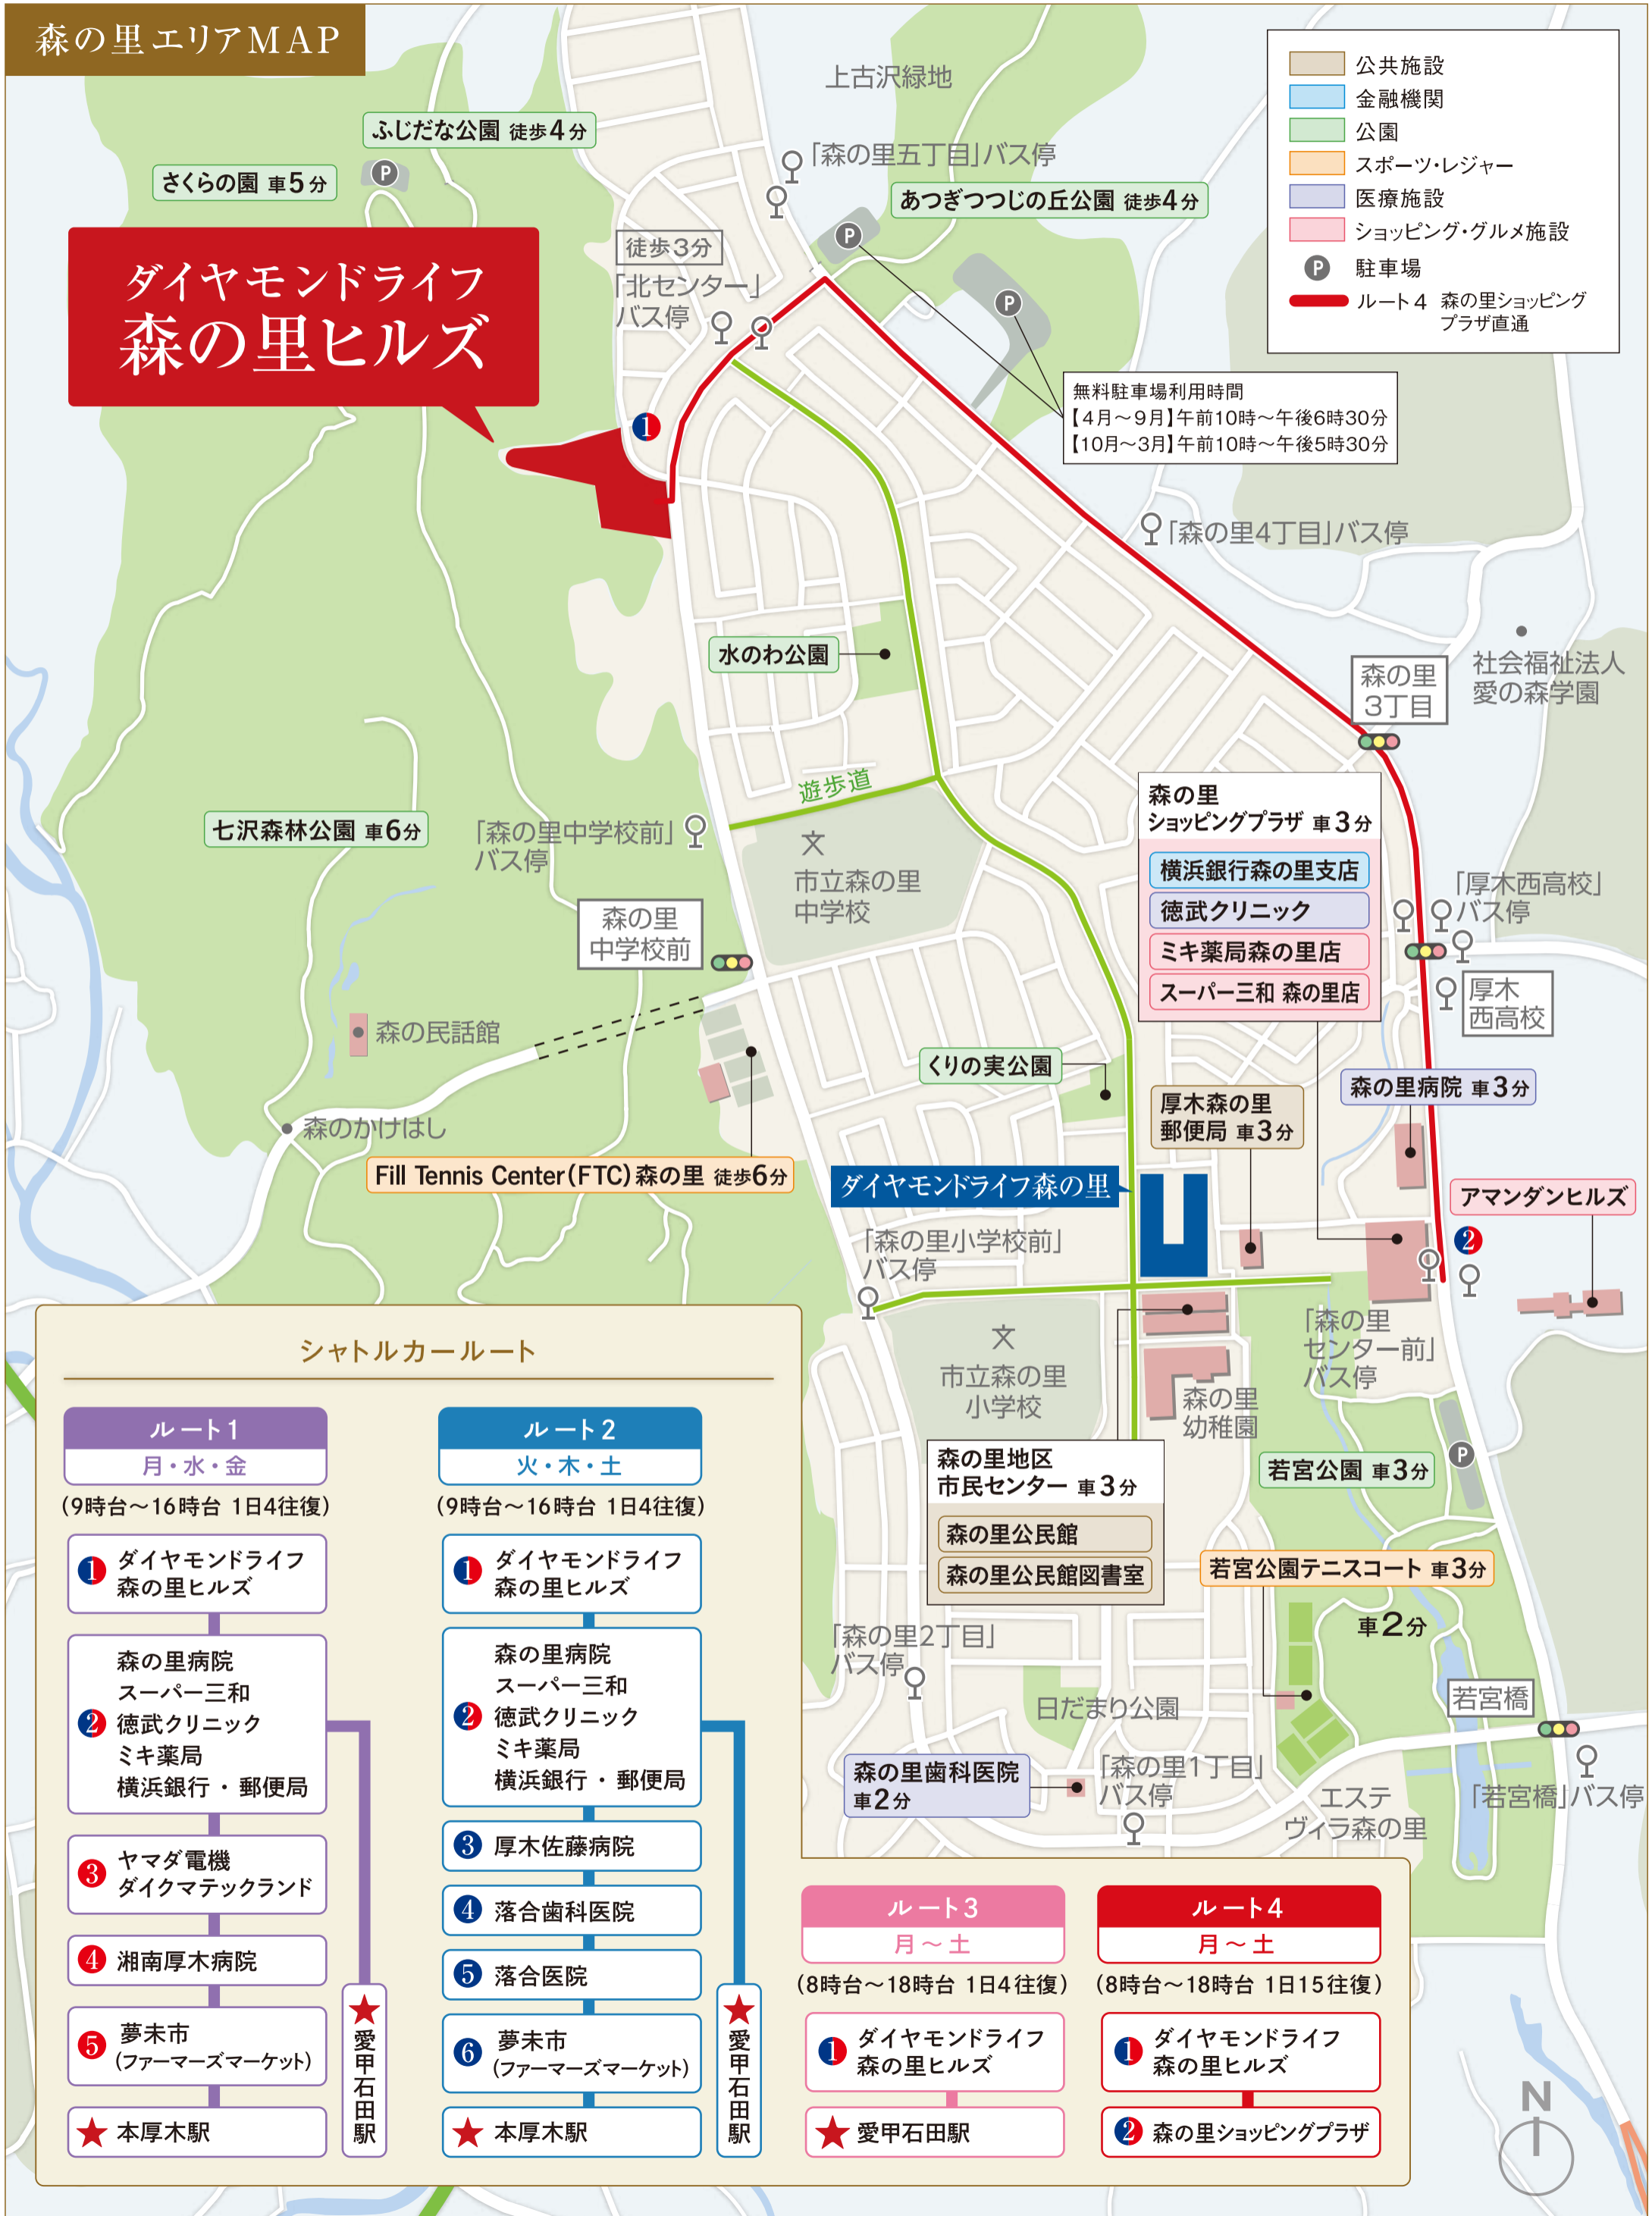 森の里エリアMAP
上古沢緑地
公共施設
金融機関
公園
スポーツ・レジャー
医療施設
ショッピング・グルメ施設
P 駐車場
ルート4 森の里ショッピング
プラザ直通
ふじだな公園 徒歩4分
さくらの園 車5分
P
「森の里五丁目」バス停
あつぎつつじの丘公園 徒歩4分
P
P
ダイヤモンドライフ
森の里ヒルズ
徒歩3分
「北センター」
バス停
1
無料駐車場利用時間
【4月〜9月】午前10時〜午後6時30分
【10月〜3月】午前10時〜午後5時30分
「森の里4丁目」バス停
水のわ公園
森の里
3丁目
社会福祉法人
愛の森学園
遊歩道
七沢森林公園 車6分
「森の里中学校前」
バス停
文
市立森の里
中学校
森の里
ショッピングプラザ 車3分
横浜銀行森の里支店
徳武クリニック
ミキ薬局森の里店
スーパー三和 森の里店
「厚木西高校」
バス停
森の里
中学校前
厚木
西高校
森の民話館
くりの実公園
厚木森の里
郵便局 車3分
森の里病院 車3分
森のかけはし
Fill Tennis Center(FTC)森の里 徒歩6分
ダイヤモンドライフ森の里
アマンダンヒルズ
「森の里小学校前」
バス停
2
「森の里
センター前」
バス停
文
市立森の里
小学校
森の里
幼稚園
森の里地区
市民センター 車3分
森の里公民館
森の里公民館図書室
若宮公園 車3分
P
若宮公園テニスコート 車3分
車2分
「森の里2丁目」
バス停
日だまり公園
若宮橋
森の里歯科医院
車2分
「森の里1丁目」
バス停
エステ
ヴィラ森の里
「若宮橋」バス停
シャトルカールート
ルート1
月・水・金
(9時台〜16時台 1日4往復)
1 ダイヤモンドライフ
森の里ヒルズ
森の里病院
スーパー三和
2 徳武クリニック
ミキ薬局
横浜銀行・郵便局
3 ヤマダ電機
ダイクマテックランド
4 湘南厚木病院
5 夢未市
(ファーマーズマーケット)
★ 本厚木駅
★愛甲石田駅
ルート2
火・木・土
(9時台〜16時台 1日4往復)
1 ダイヤモンドライフ
森の里ヒルズ
森の里病院
スーパー三和
2 徳武クリニック
ミキ薬局
横浜銀行・郵便局
3 厚木佐藤病院
4 落合歯科医院
5 落合医院
6 夢未市
(ファーマーズマーケット)
★ 本厚木駅
★愛甲石田駅
ルート3
月〜土
(8時台〜18時台 1日4往復)
1 ダイヤモンドライフ
森の里ヒルズ
★ 愛甲石田駅
ルート4
月〜土
(8時台〜18時台 1日15往復)
1 ダイヤモンドライフ
森の里ヒルズ
2 森の里ショッピングプラザ
N